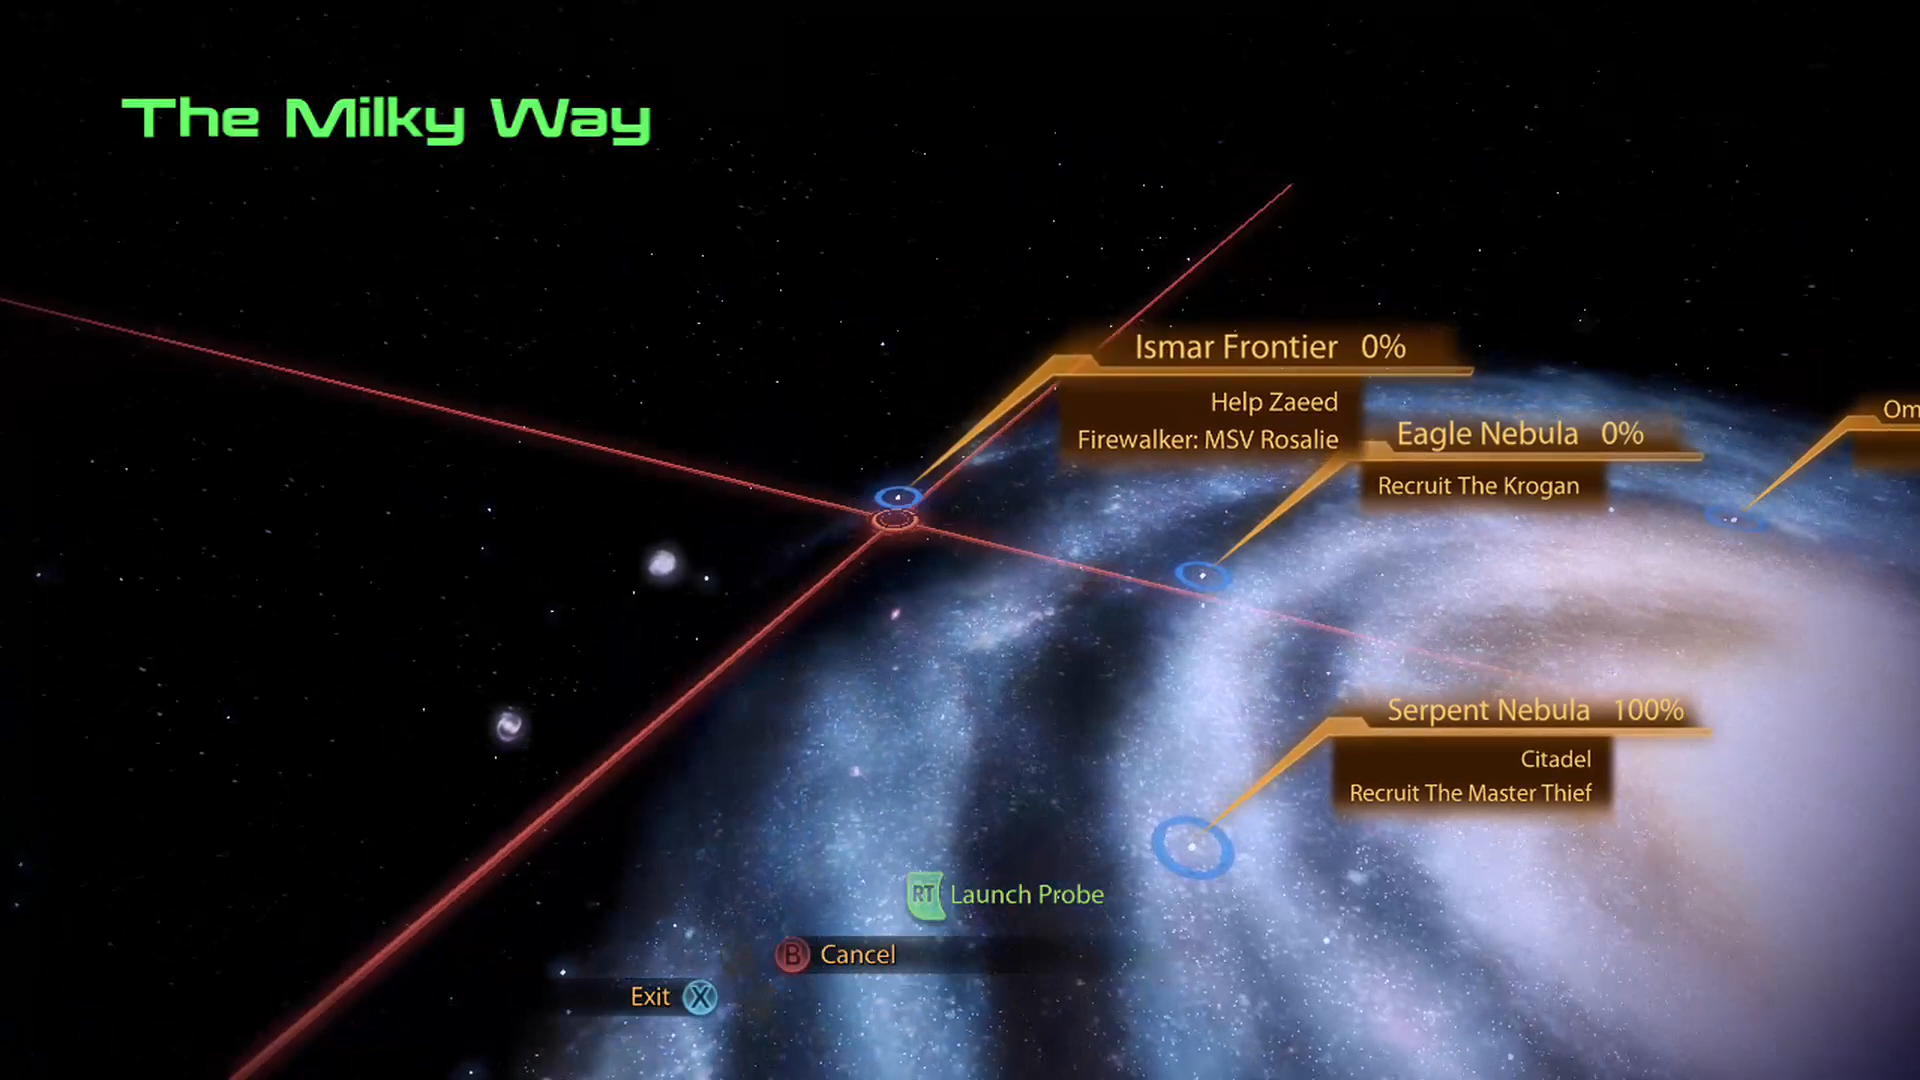 The Milky Way
Ismar Frontier 0%
Help Zaeed
Firewalker: MSV Rosalie
Om
Eagle Nebula 0%
Recruit The Krogan
Serpent Nebula 100%
Citadel
Recruit The Master Thief
RT Launch Probe
B Cancel
Exit X